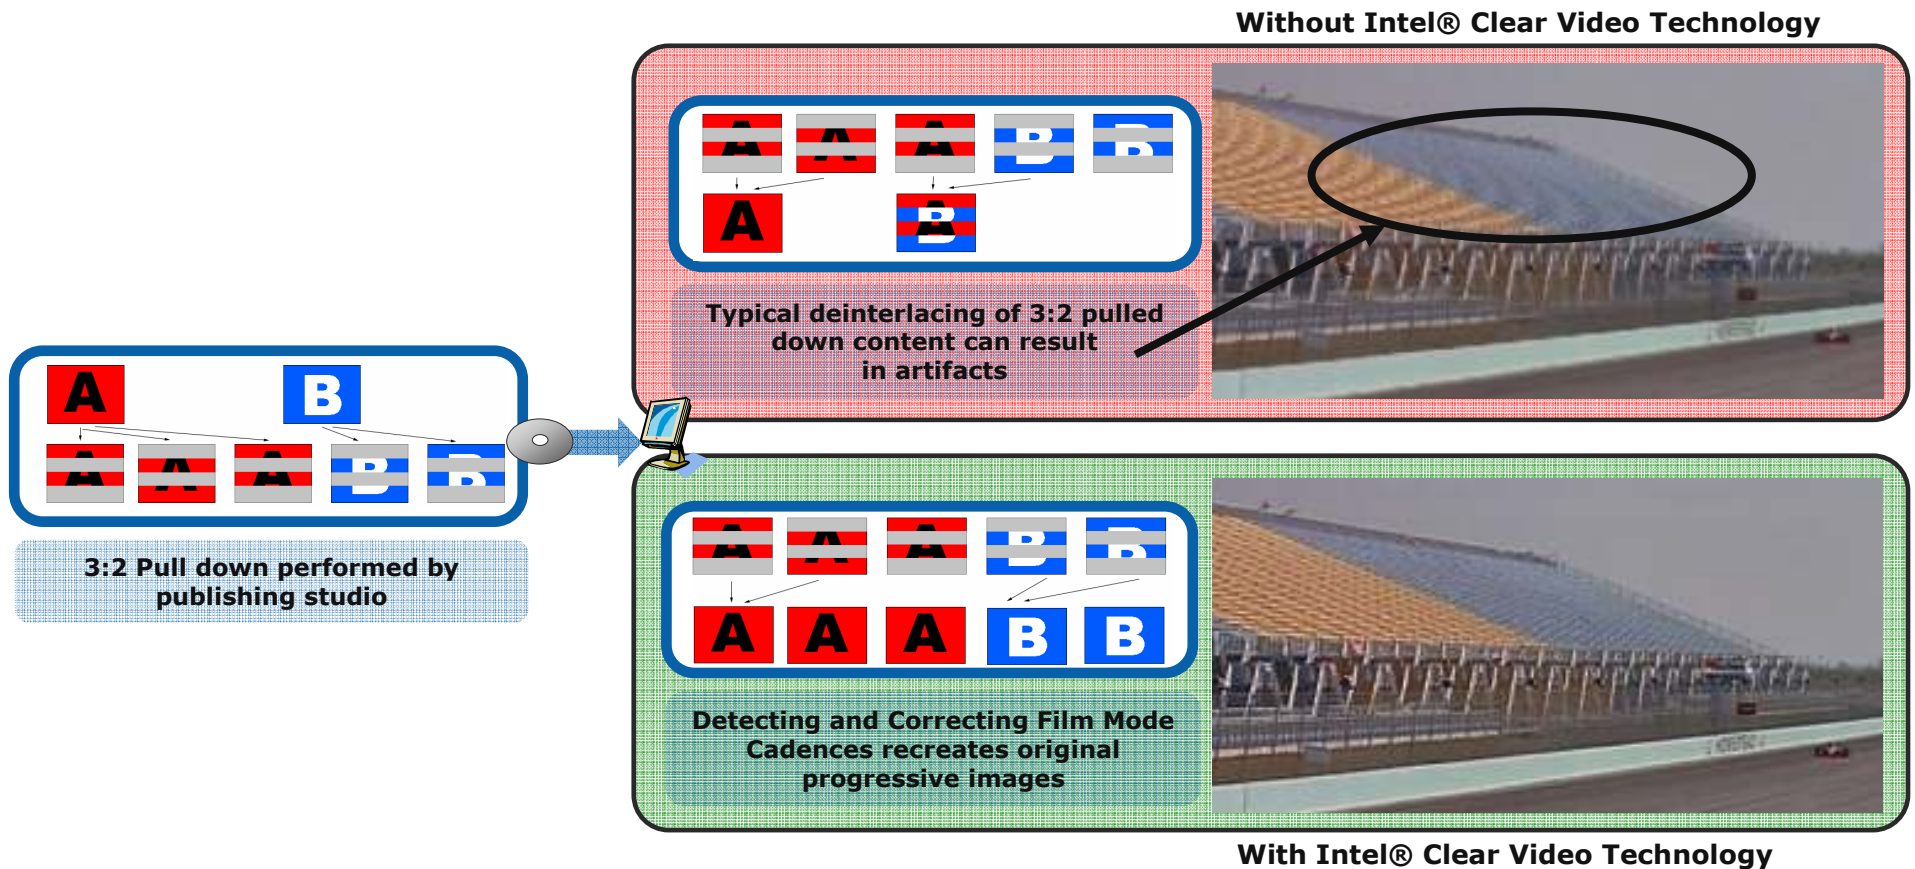 Without Intel® Clear Video Technology
A A A B B
A A B
Typical deinterlacing of 3:2 pulled
down content can result
in artifacts
A B
A A A B B
3:2 Pull down performed by
publishing studio
A A A B B
A A A B B
Detecting and Correcting Film Mode
Cadences recreates original
progressive images
With Intel® Clear Video Technology